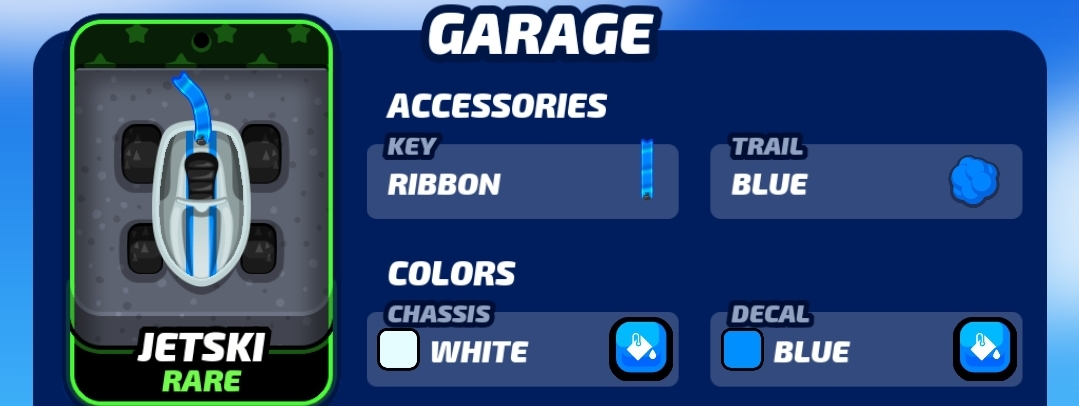 GARAGE
ACCESSORIES
KEY
RIBBON
TRAIL
BLUE
COLORS
CHASSIS
WHITE
DECAL
BLUE
JETSKI
RARE